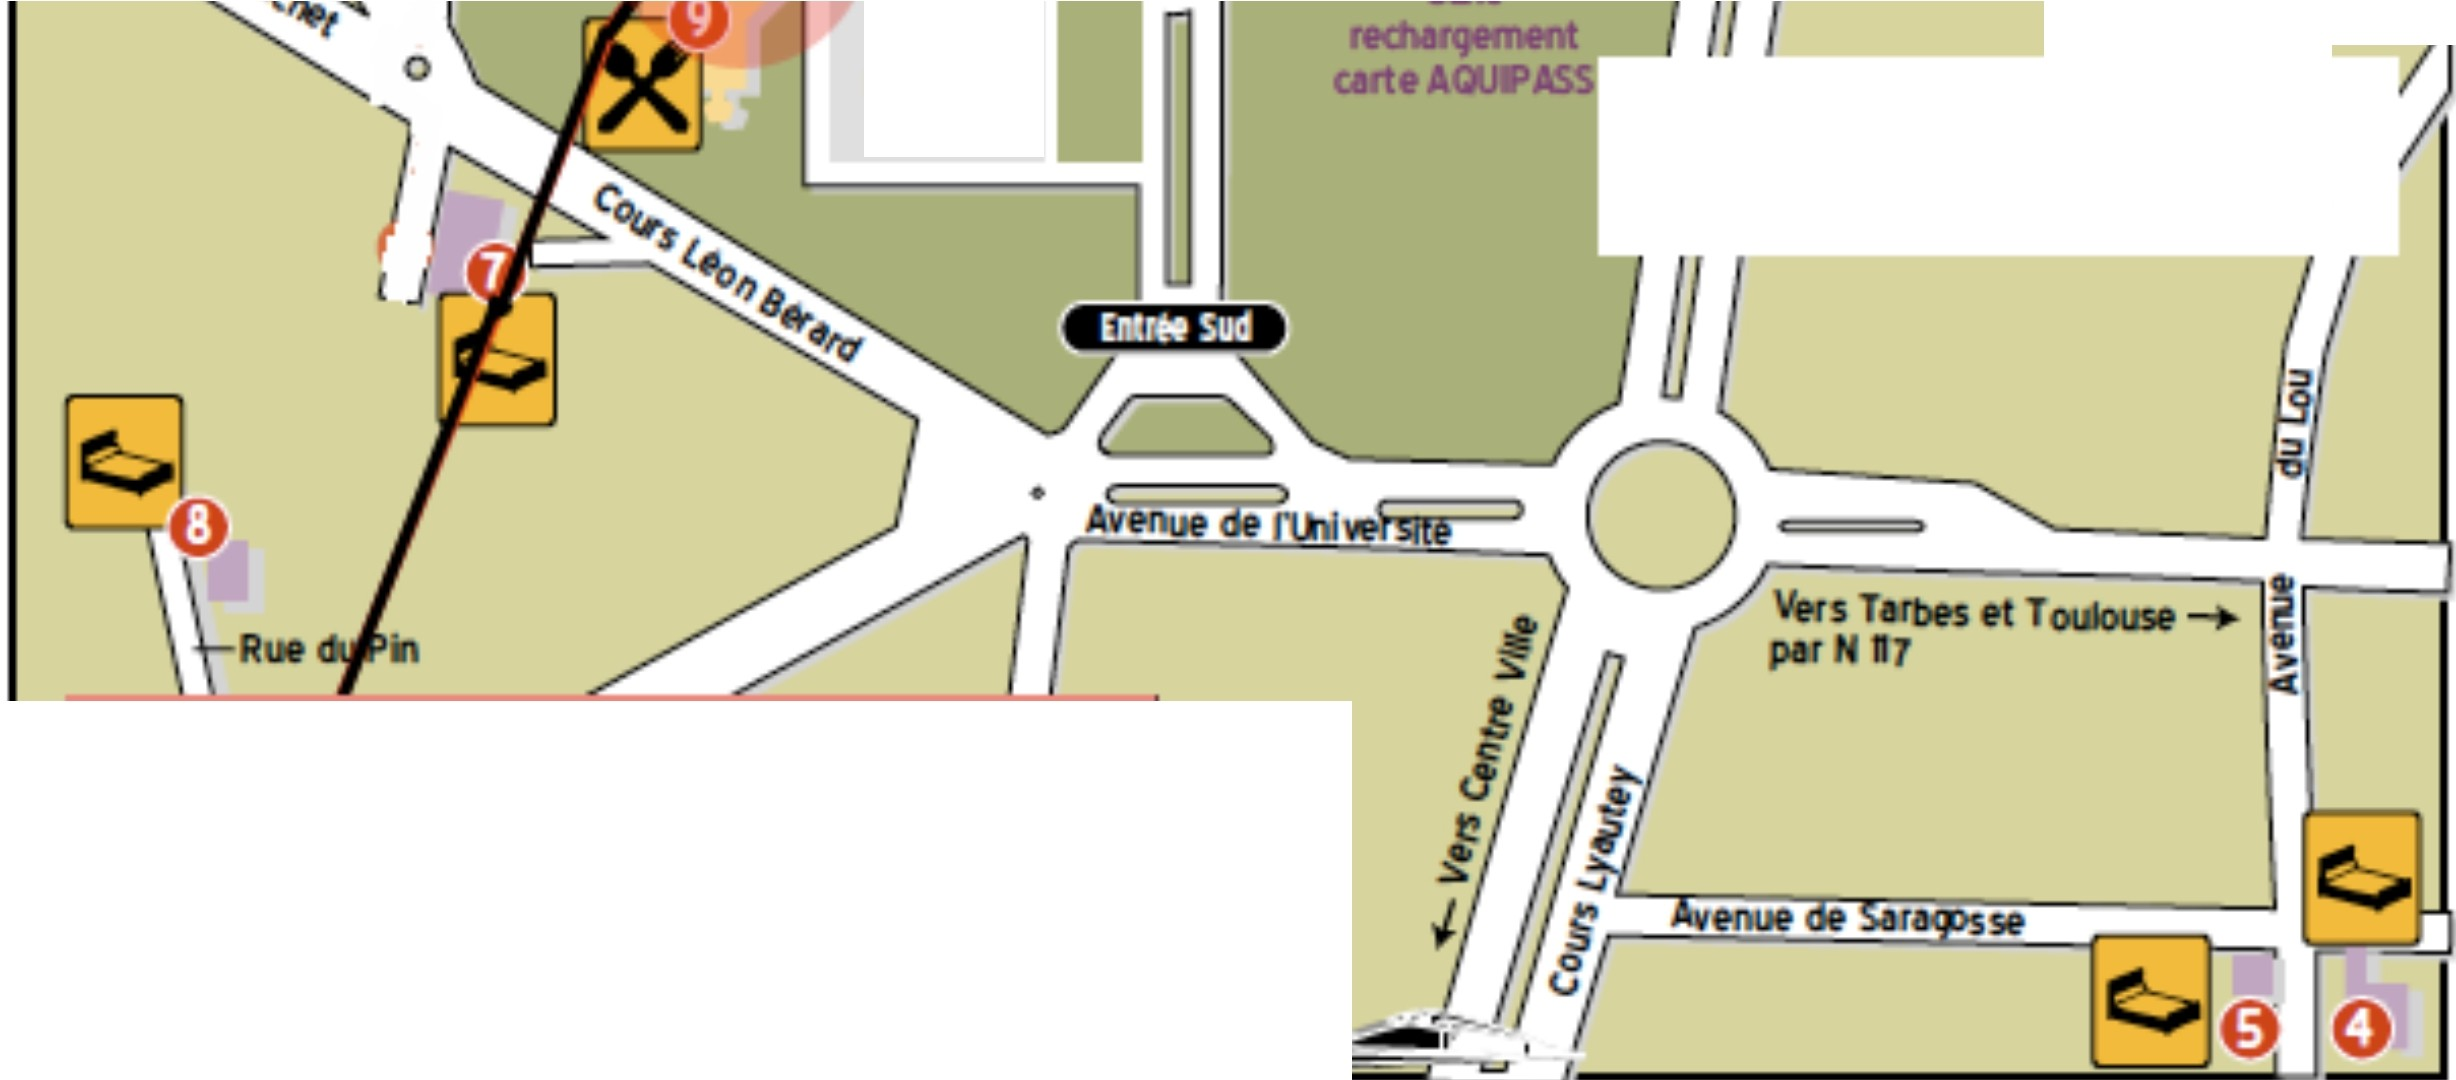 9
rechargement
carte AQUIPASS
Cours Léon Bérard
7
Entrée Sud
8
du Lou
Avenue de l'Université
Rue du Pin
Vers Tarbes et Toulouse
par N 117
Avenue
Vers Centre Ville
Cours Lyautey
Avenue de Saragosse
5
4